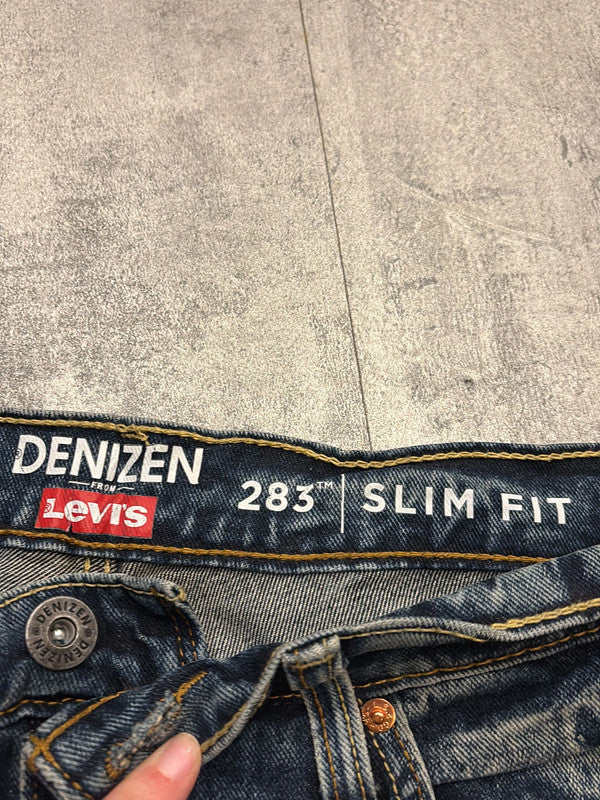 DENIZEN
FROM
Levi's
283™ | SLIM FIT
DENIZEN
DENIZEN